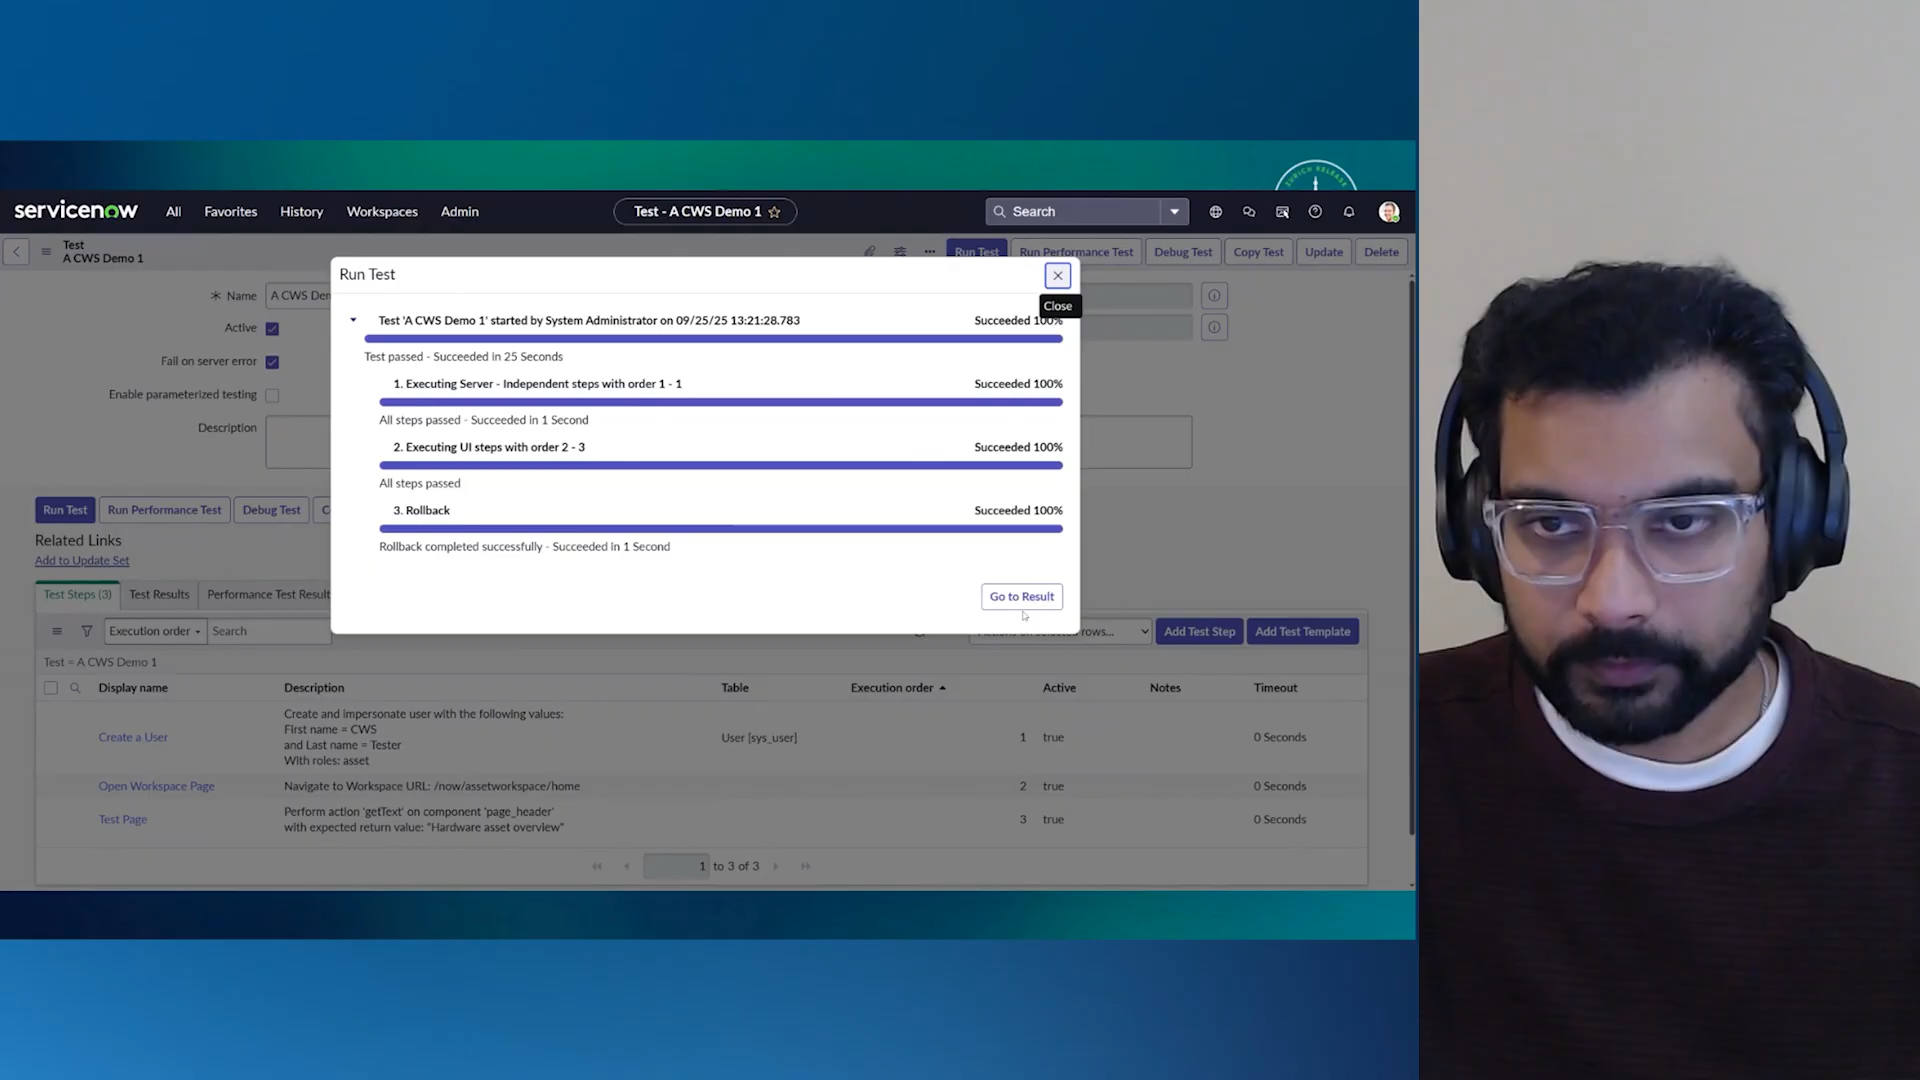 ZURICH RELEASE
servicenow
All
Favorites
History
Workspaces
Admin
Test - A CWS Demo 1
Search
Test
A CWS Demo 1
Run Test
Run Performance Test
Debug Test
Copy Test
Update
Delete
Name
A CWS Dem
Active
Fail on server error
Enable parameterized testing
Description
Run Test
Close
Test 'A CWS Demo 1' started by System Administrator on 09/25/25 13:21:28.783
Succeeded 100%
Test passed - Succeeded in 25 Seconds
1. Executing Server - Independent steps with order 1 - 1
Succeeded 100%
All steps passed - Succeeded in 1 Second
2. Executing UI steps with order 2 - 3
Succeeded 100%
All steps passed
3. Rollback
Succeeded 100%
Rollback completed successfully - Succeeded in 1 Second
Go to Result
Run Test
Run Performance Test
Debug Test
C
Related Links
Add to Update Set
Test Steps (3)
Test Results
Performance Test Result
Execution order
Search
rows...
Add Test Step
Add Test Template
Test = A CWS Demo 1
Display name
Description
Table
Execution order
Active
Notes
Timeout
Create a User
Create and impersonate user with the following values:
First name = CWS
and Last name = Tester
With roles: asset
User [sys_user]
1
true
0 Seconds
Open Workspace Page
Navigate to Workspace URL: /now/assetworkspace/home
2
true
0 Seconds
Test Page
Perform action 'getText' on component 'page_header'
with expected return value: "Hardware asset overview"
3
true
0 Seconds
1 to 3 of 3